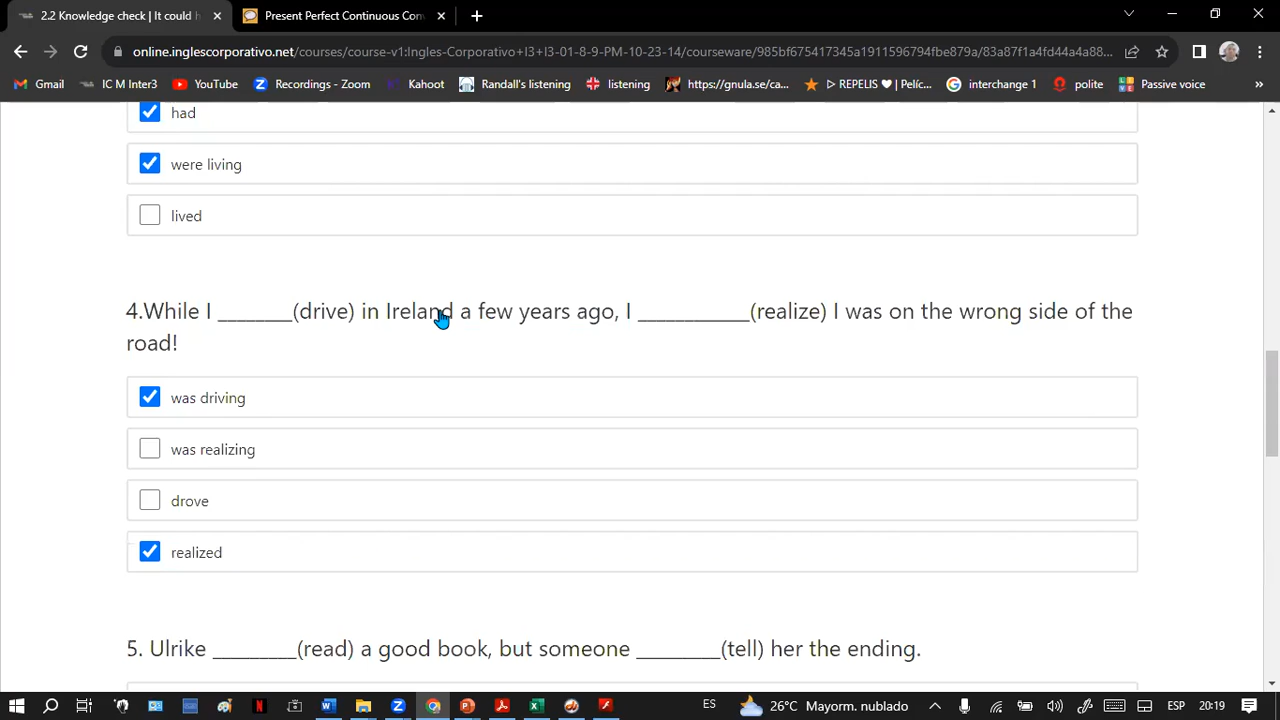 2.2 Knowledge check | It could h
Present Perfect Continuous Con
online.inglescorporativo.net/courses/course-v1:Ingles-Corporativo+I3+I3-01-8-9-PM-10-23-14/courseware/985bf675417345a1911596794fbe879a/83a87f1a4fd44a4a88...
Gmail
IC M Inter3
YouTube
Recordings - Zoom
Kahoot
Randall's listening
listening
https://gnula.se/ca...
▷ REPELIS ♥ | Pelíc...
interchange 1
polite
Passive voice
»
had
were living
lived
4.While I ________(drive) in Ireland a few years ago, I ___________(realize) I was on the wrong side of the
road!
was driving
was realizing
drove
realized
5. Ulrike _________(read) a good book, but someone _________(tell) her the ending.
ES
26°C Mayorm. nublado
ESP
20:19